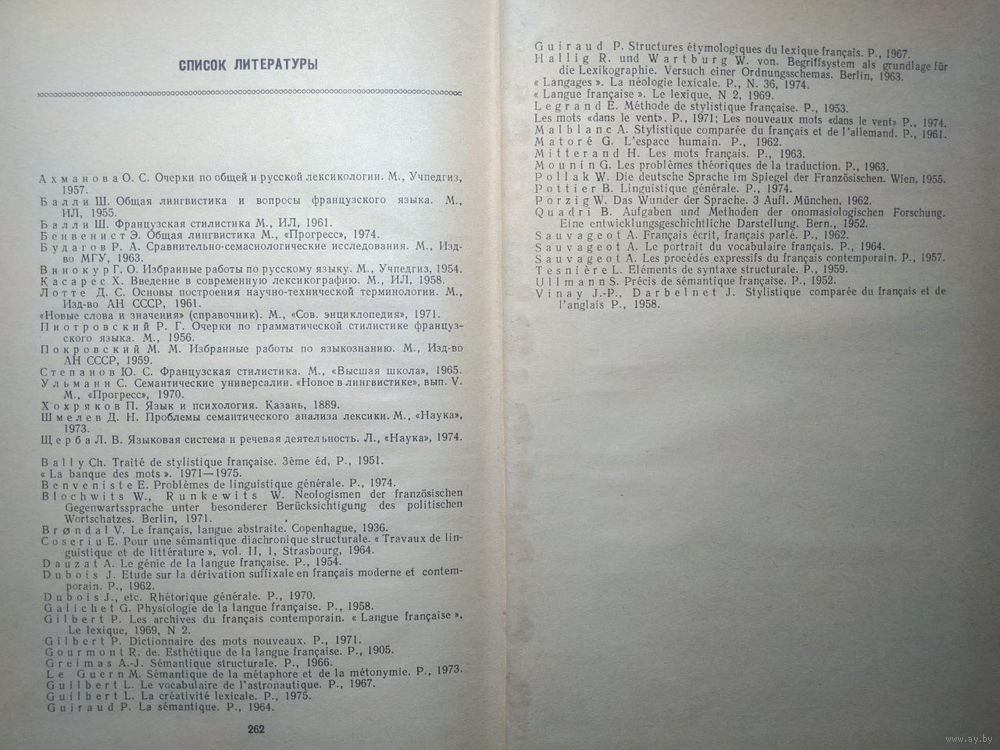 СПИСОК ЛИТЕРАТУРЫ
Ахманова О. С. Очерки по общей и русской лексикологии. М., Учпедгиз,
1957.
Балли Ш. Общая лингвистика и вопросы французского языка. М.,
ИЛ, 1955.
Балли Ш. Французская стилистика М., ИЛ, 1961.
Бенвенист Э. Общая лингвистика М., «Прогресс», 1974.
Будагов Р. А. Сравнительно-семасиологические исследования. М., Изд-
во МГУ, 1963.
Винокур Г. О. Избранные работы по русскому языку. М., Учпедгиз, 1954.
Касарес Х. Введение в современную лексикографию. М., ИЛ, 1958.
Лотте Д. С. Основы построения научно-технической терминологии. М.,
Изд-во АН СССР, 1961.
«Новые слова и значения» (справочник). М., «Сов. энциклопедия», 1971.
Пиотровский Р. Г. Очерки по грамматической стилистике француз-
ского языка. М., 1956.
Покровский М. М. Избранные работы по языкознанию. М., Изд-во
АН СССР, 1959.
Степанов Ю. С. Французская стилистика. М., «Высшая школа», 1965.
Ульманн С. Семантические универсалии. «Новое в лингвистике», вып. V.
М., «Прогресс», 1970.
Хохряков П. Язык и психология. Казань, 1889.
Шмелев Д. Н. Проблемы семантического анализа лексики. М., «Наука»,
1973.
Щерба Л. В. Языковая система и речевая деятельность. Л., «Наука», 1974.
Bally Ch. Traité de stylistique française. 3ème éd, P., 1951.
« La banque des mots ». 1971—1975.
Benveniste E. Problèmes de linguistique générale. P., 1974.
Blochwits W., Runkewits W. Neologismen der französischen
Gegenwartssprache unter besonderer Berücksichtigung des politischen
Wortschatzes. Berlin, 1971.
Brøndal V. Le français, langue abstraite. Copenhague, 1936.
Coseriu E. Pour une sémantique diachronique structurale. « Travaux de lin-
guistique et de littérature », vol. II, 1, Strasbourg, 1964.
Dauzat A. Le génie de la langue française. P., 1954.
Dubois J. Etude sur la dérivation suffixale en français moderne et contem-
porain. P., 1962.
Dubois J., etc. Rhétorique générale. P., 1970.
Galichet G. Physiologie de la langue française. P., 1958.
Gilbert P. Les archives du français contemporain. « Langue française »,
Le lexique, 1969, N 2.
Gilbert P. Dictionnaire des mots nouveaux. P., 1971.
Gourmont R. de. Esthétique de la langue française. P., 1905.
Greimas A.-J. Sémantique structurale. P., 1966.
Le Guern M. Sémantique de la métaphore et de la métonymie. P., 1973.
Guilbert L. Le vocabulaire de l'astronautique. P., 1967.
Guilbert L. La créativité lexicale. P., 1975.
Guiraud P. La sémantique. P., 1964.
262
Guiraud P. Structures étymologiques du lexique français. P., 1967.
Hallig R. und Wartburg W. von. Begriffsystem als grundlage für
die Lexikographie. Versuch einer Ordnungsschemas. Berlin, 1963.
« Langages ». La néologie lexicale. P., N. 36, 1974.
« Langue française ». Le lexique, N 2, 1969.
Legrand E. Méthode de stylistique française. P., 1953.
Les mots «dans le vent». P., 1971; Les nouveaux mots «dans le vent» P., 1974.
Malblanc A. Stylistique comparée du français et de l'allemand. P., 1961.
Matoré G. L'espace humain. P., 1962.
Mitterand H. Les mots français. P., 1963.
Mounin G. Les problèmes théoriques de la traduction. P., 1963.
Pollak W. Die deutsche Sprache im Spiegel der Französischen. Wien, 1955.
Pottier B. Linguistique générale. P., 1974.
Porzig W. Das Wunder der Sprache. 3 Aufl. München, 1962.
Quadri B. Aufgaben und Methoden der onomasiologischen Forschung.
Eine entwicklungsgeschichtliche Darstellung. Bern., 1952.
Sauvageot A. Français écrit, français parlé. P., 1962.
Sauvageot A. Le portrait du vocabulaire français. P., 1964.
Sauvageot A. Les procédés expressifs du français contemporain. P., 1957.
Tesnière L. Eléments de syntaxe structurale. P., 1959.
Ullmann S. Précis de sémantique française. P., 1952.
Vinay J.-P., Darbelnet J. Stylistique comparée du français et de
l'anglais P., 1958.
www.ay.by